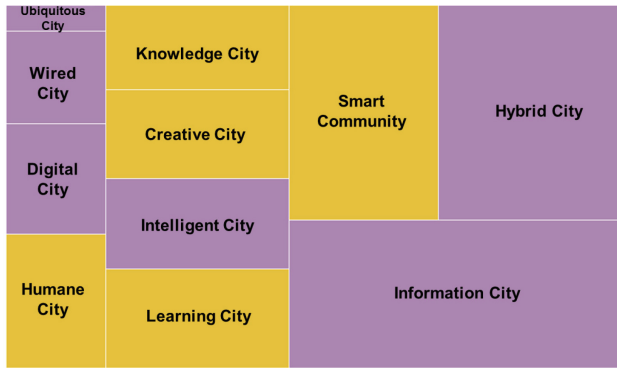 Ubiquitous
City
Wired
City
Digital
City
Humane
City
Knowledge City
Creative City
Intelligent City
Learning City
Smart
Community
Hybrid City
Information City